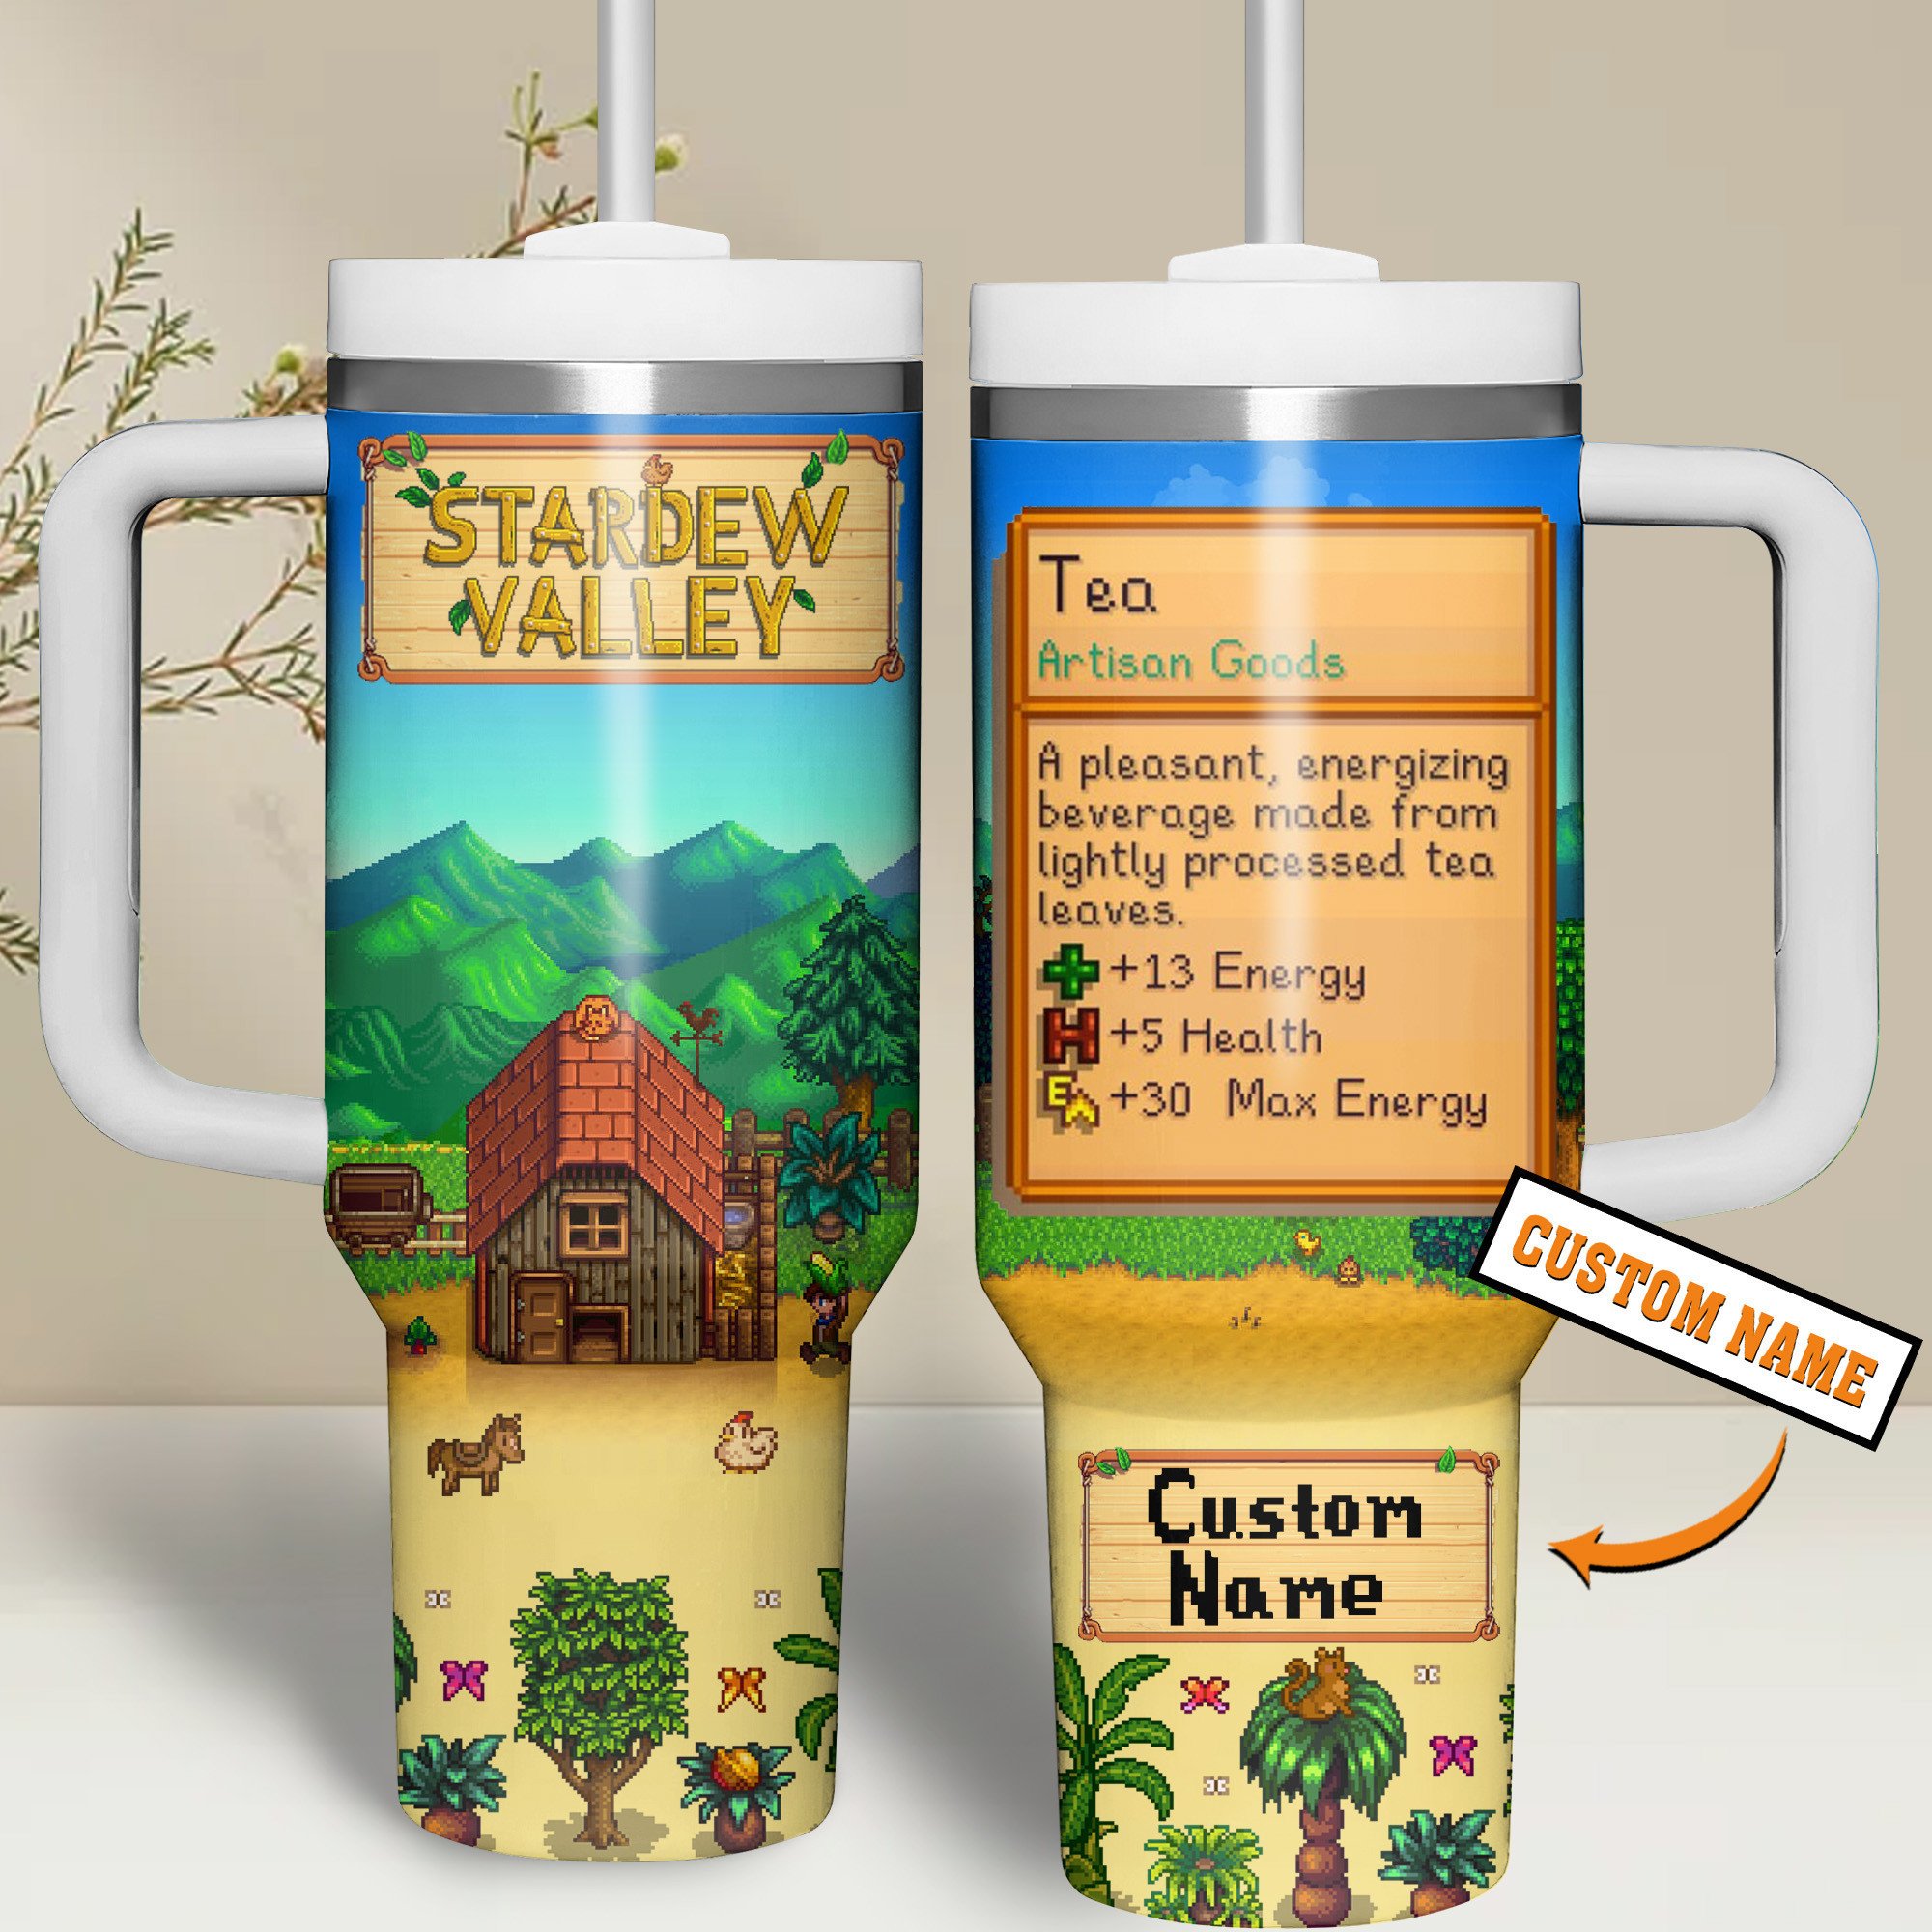 STARDEW
VALLEY
Tea
Artisan Goods
A pleasant, energizing
beverage made from
lightly processed tea
leaves.
+13 Energy
+5 Health
+30 Max Energy
CUSTOM NAME
Custom
Name